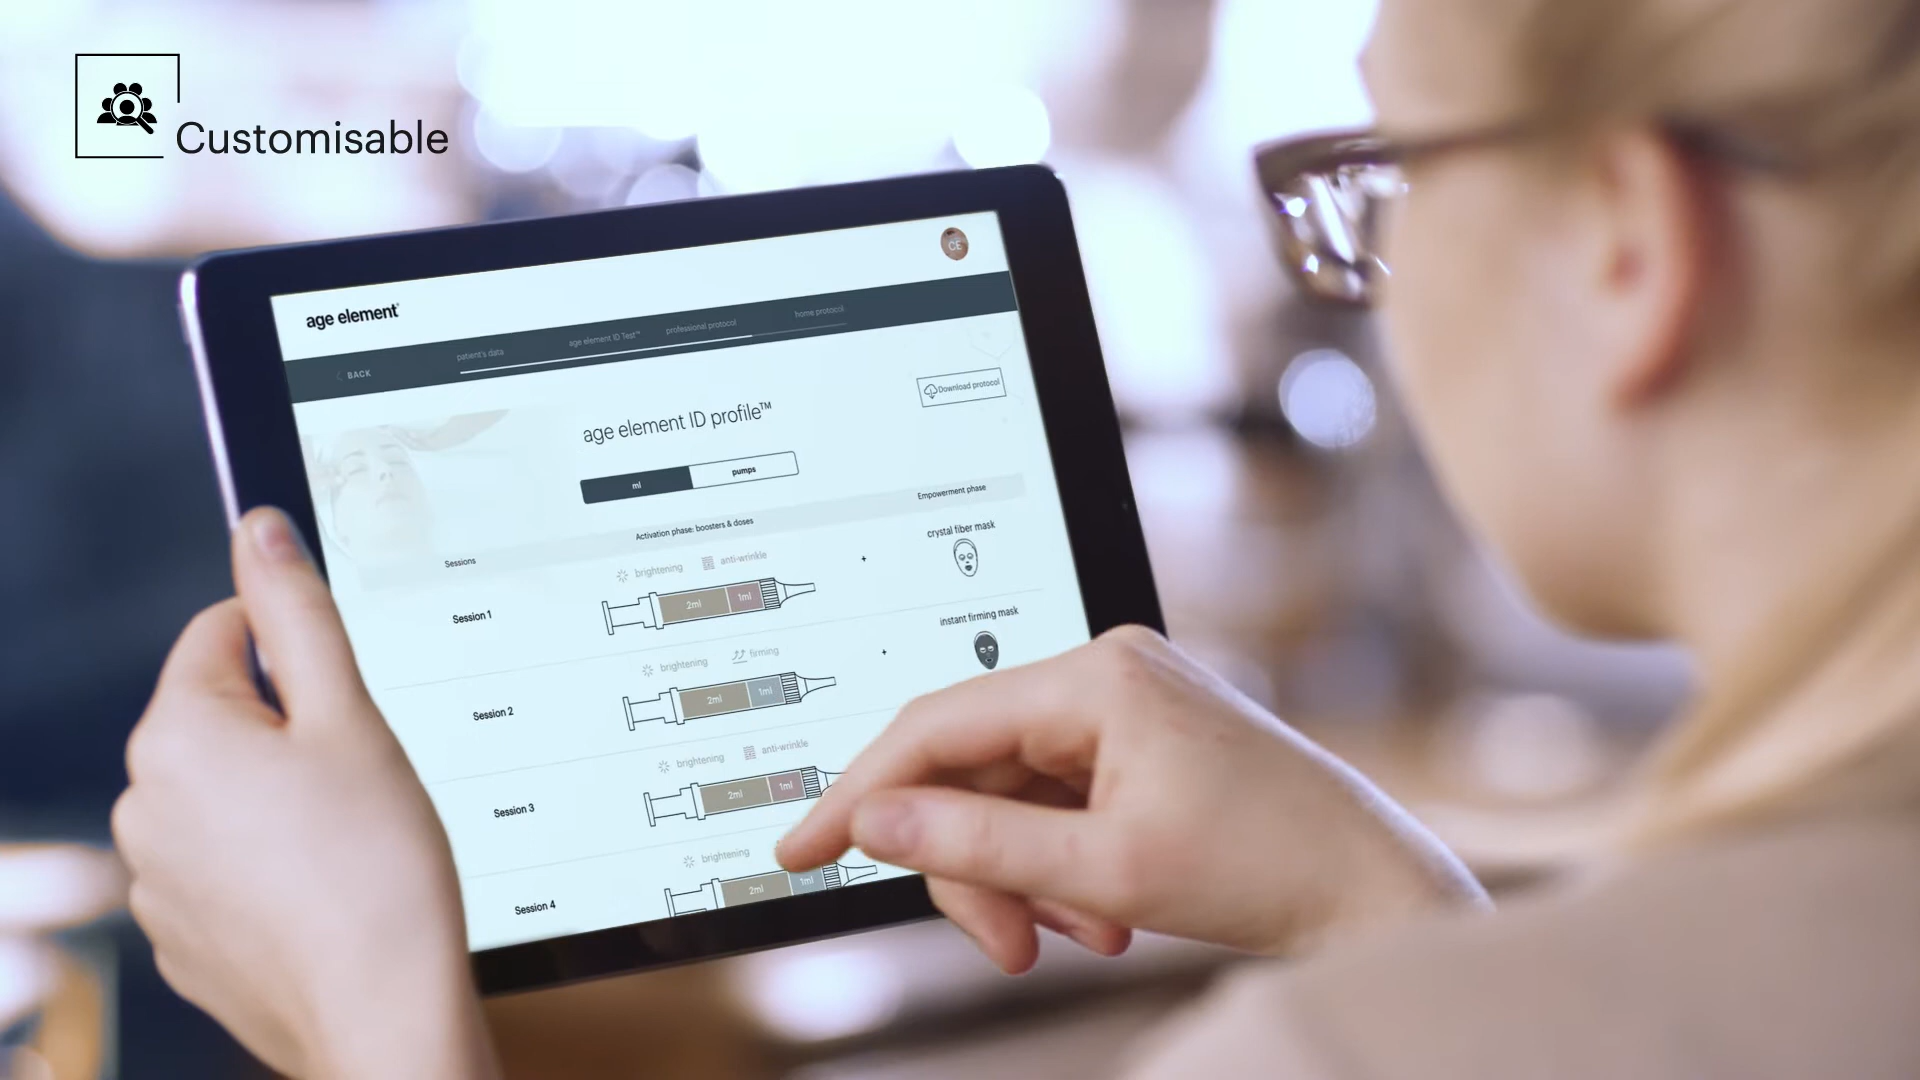 Customisable
CE
age element
BACK
patient's data
age element ID Test™
professional protocol
home protocol
Download protocol
age element ID profile™
ml
pumps
Sessions
Activation phase: boosters & doses
Empowerment phase
Session 1
brightening
anti-wrinkle
2ml
1ml
+
crystal fiber mask
Session 2
brightening
firming
2ml
1ml
+
instant firming mask
Session 3
brightening
anti-wrinkle
2ml
1ml
Session 4
brightening
2ml
1ml